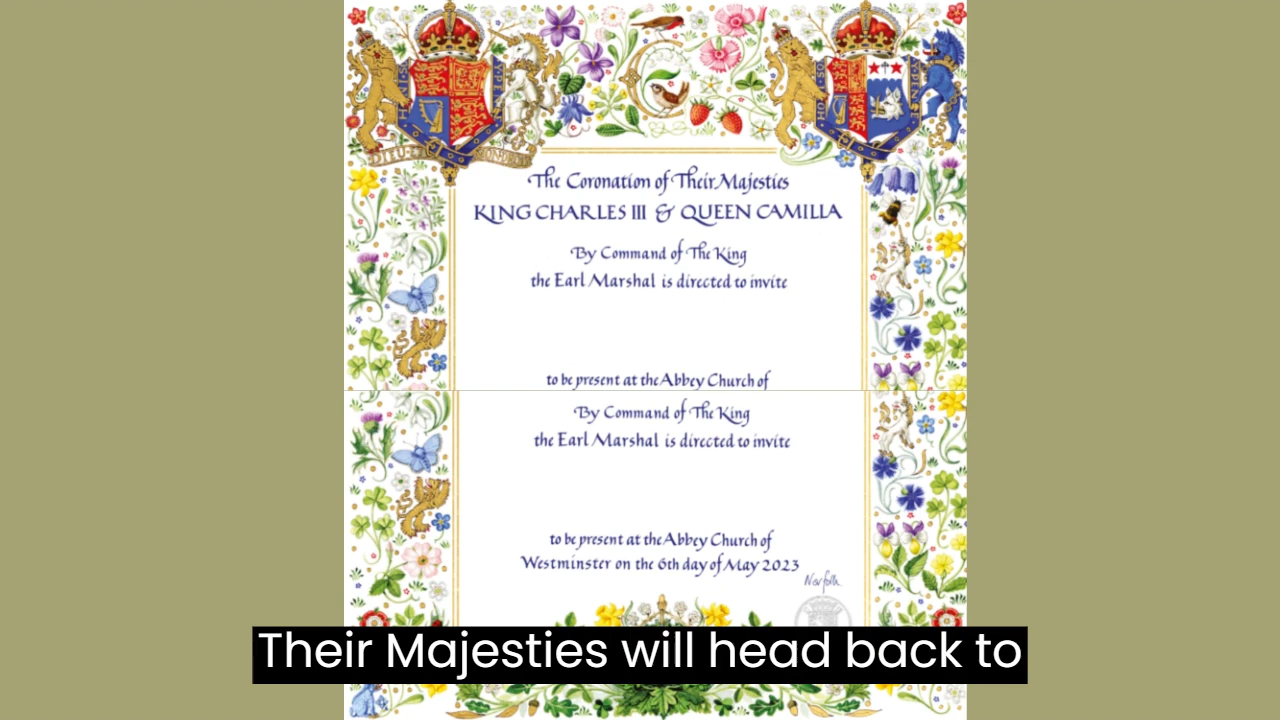 The Coronation of Their Majesties
KING CHARLES III & QUEEN CAMILLA
By Command of The King
the Earl Marshal is directed to invite
to be present at the Abbey Church of
By Command of The King
the Earl Marshal is directed to invite
to be present at the Abbey Church of
Westminster on the 6th day of May 2023
Norfolk
Their Majesties will head back to